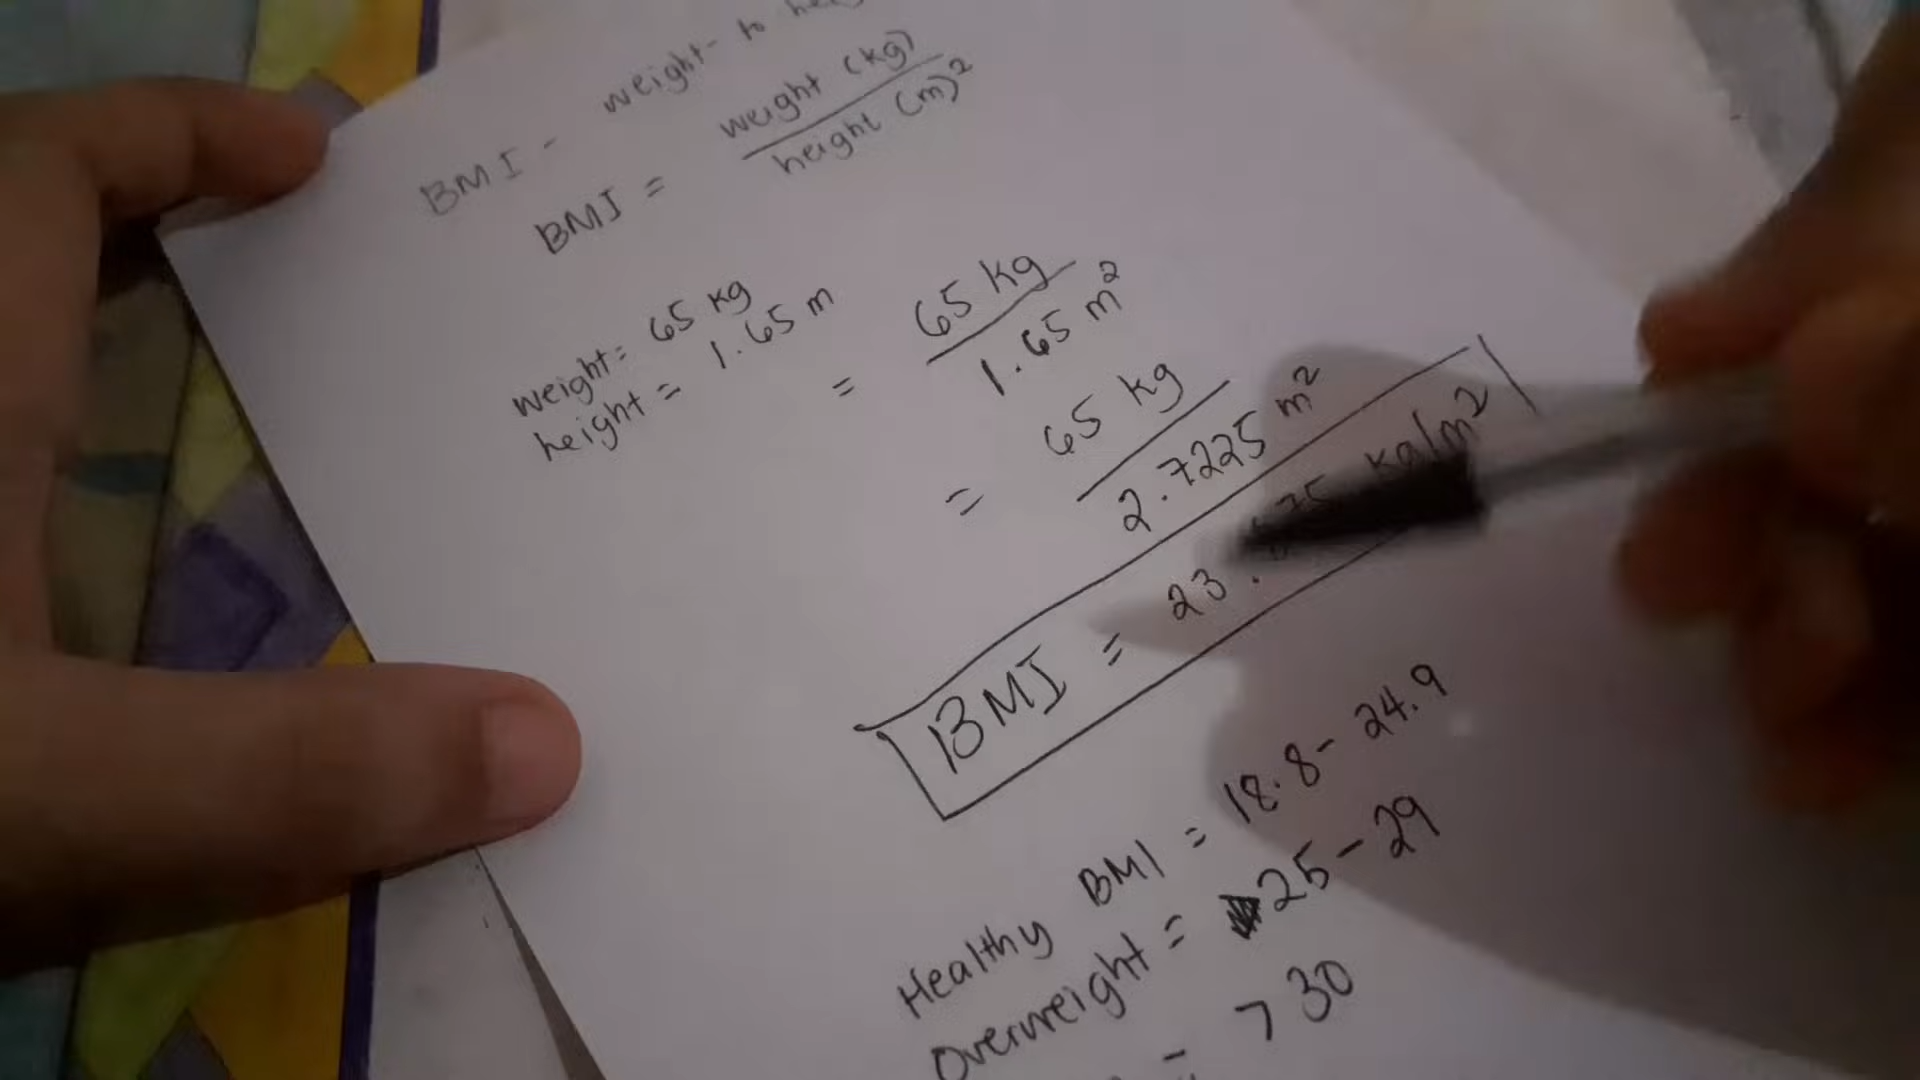 BMI - weight- to
BMI = weight (kg)
height (m)²
weight= 65 kg
height = 1.65 m
= 65 kg
1.65 m²
= 65 kg
2.7225 m²
BMI = 23. kg/m²
Healthy BMI = 18.8 - 24.9
Overweight = 25 - 29
= > 30